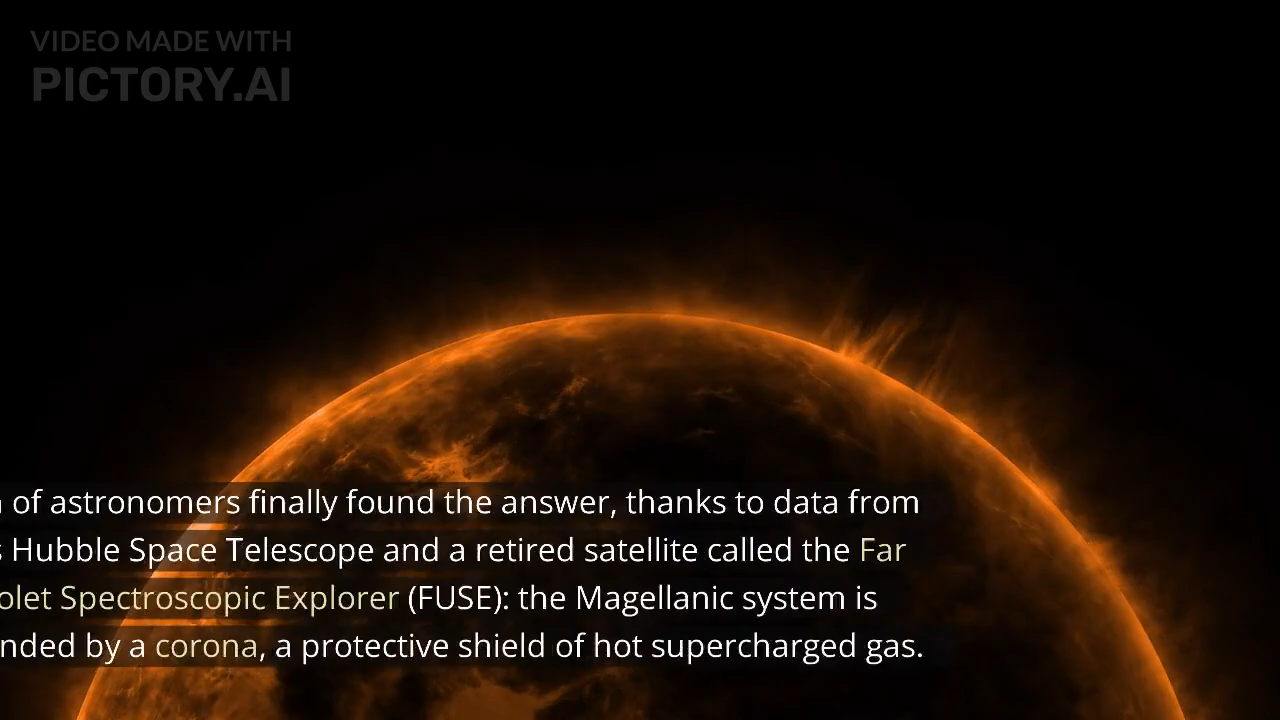 VIDEO MADE WITH
PICTORY.AI
of astronomers finally found the answer, thanks to data from
Hubble Space Telescope and a retired satellite called the Far
olet Spectroscopic Explorer (FUSE): the Magellanic system is
nded by a corona, a protective shield of hot supercharged gas.